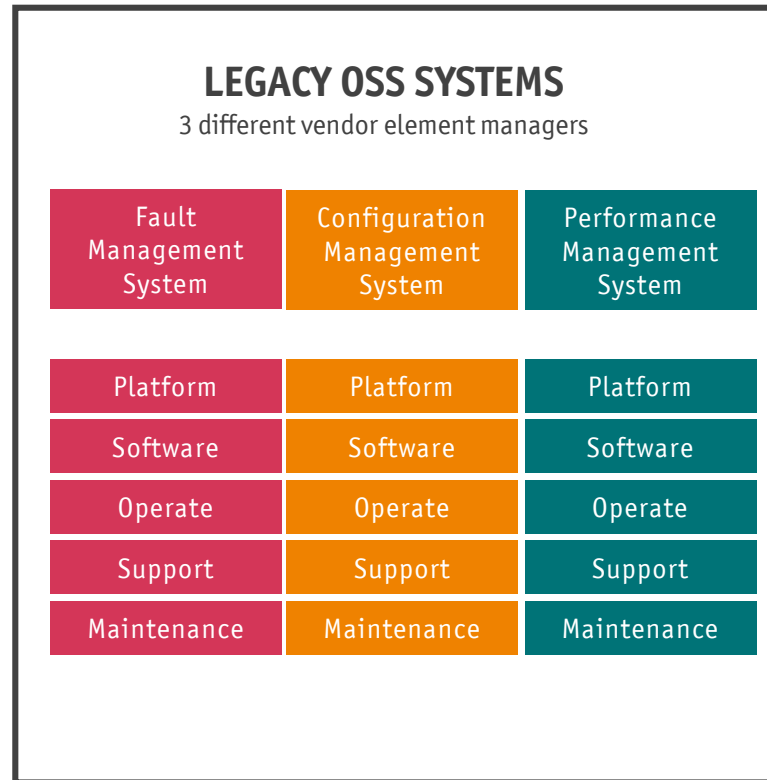 LEGACY OSS SYSTEMS
3 different vendor element managers
Fault
Management
System
Configuration
Management
System
Performance
Management
System
Platform
Platform
Platform
Software
Software
Software
Operate
Operate
Operate
Support
Support
Support
Maintenance
Maintenance
Maintenance